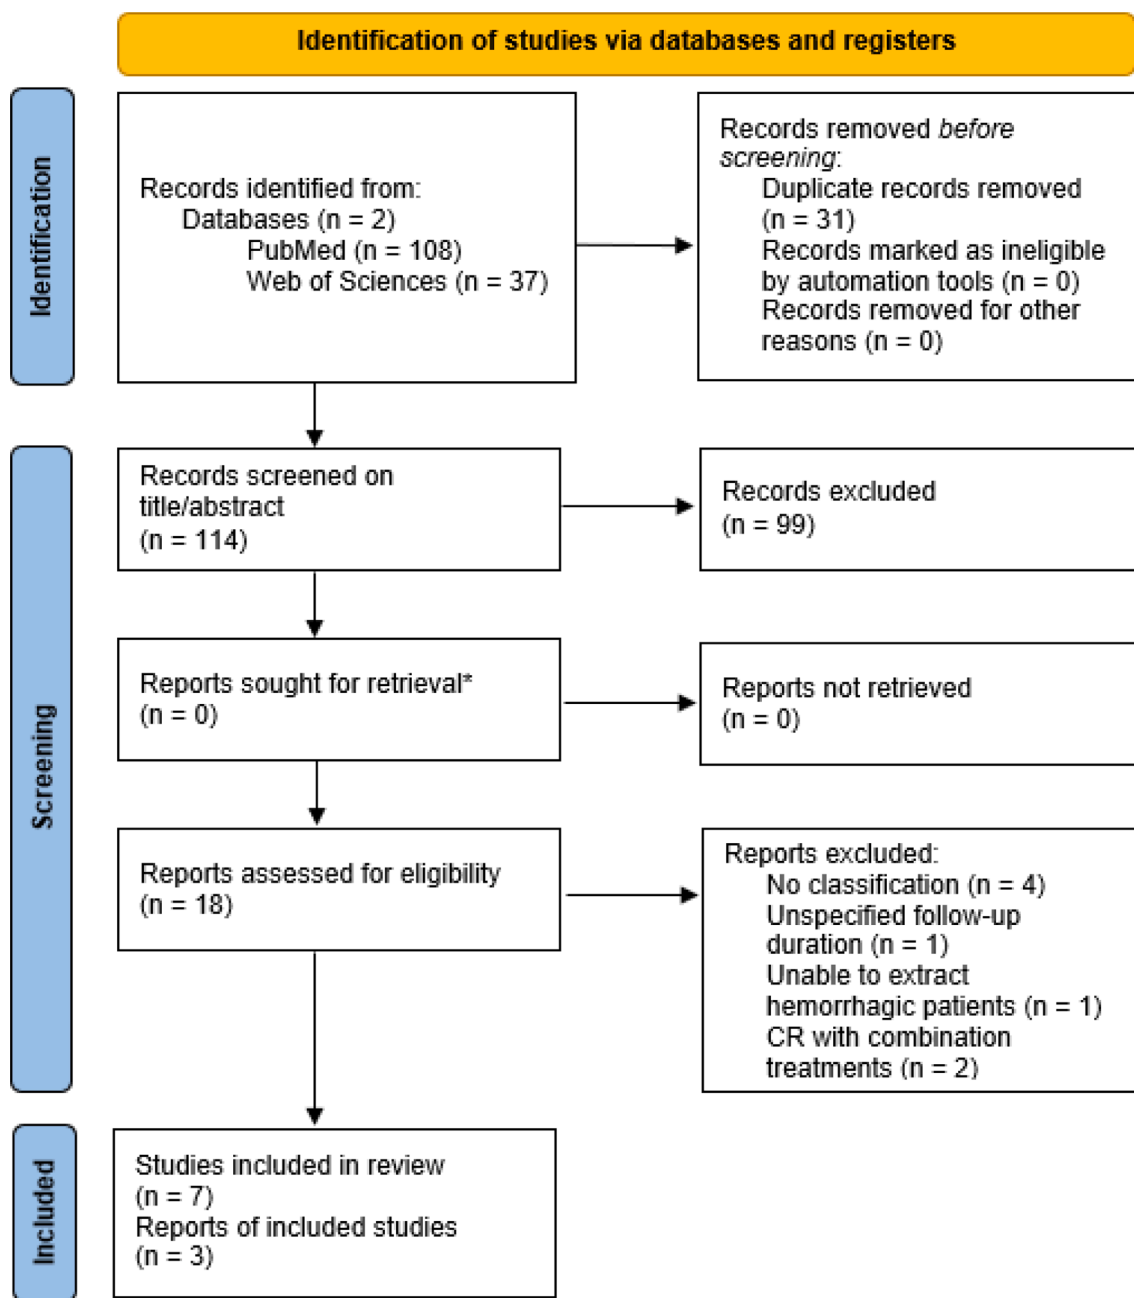 Identification of studies via databases and registers
Identification
Records identified from:
Databases (n = 2)
PubMed (n = 108)
Web of Sciences (n = 37)
Records removed before
screening:
Duplicate records removed
(n = 31)
Records marked as ineligible
by automation tools (n = 0)
Records removed for other
reasons (n = 0)
Screening
Records screened on
title/abstract
(n = 114)
Records excluded
(n = 99)
Reports sought for retrieval*
(n = 0)
Reports not retrieved
(n = 0)
Reports assessed for eligibility
(n = 18)
Reports excluded:
No classification (n = 4)
Unspecified follow-up
duration (n = 1)
Unable to extract
hemorrhagic patients (n = 1)
CR with combination
treatments (n = 2)
Included
Studies included in review
(n = 7)
Reports of included studies
(n = 3)